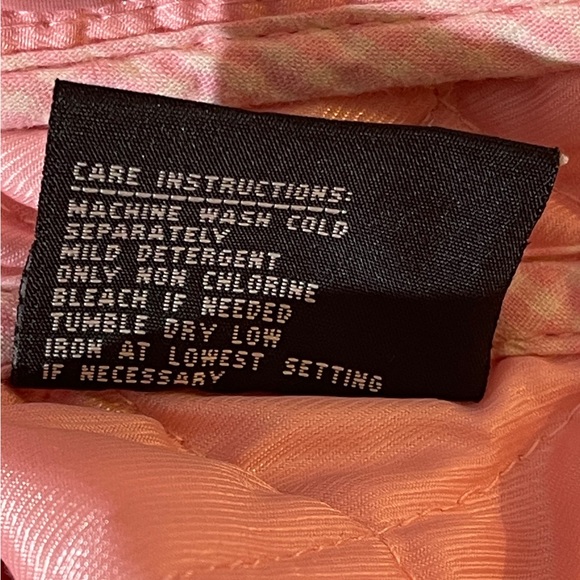 CARE INSTRUCTIONS:
MACHINE WASH COLD
SEPARATELY
MILD DETERGENT
ONLY NON CHLORINE
BLEACH IF NEEDED
TUMBLE DRY LOW
IRON AT LOWEST SETTING
IF NECESSARY